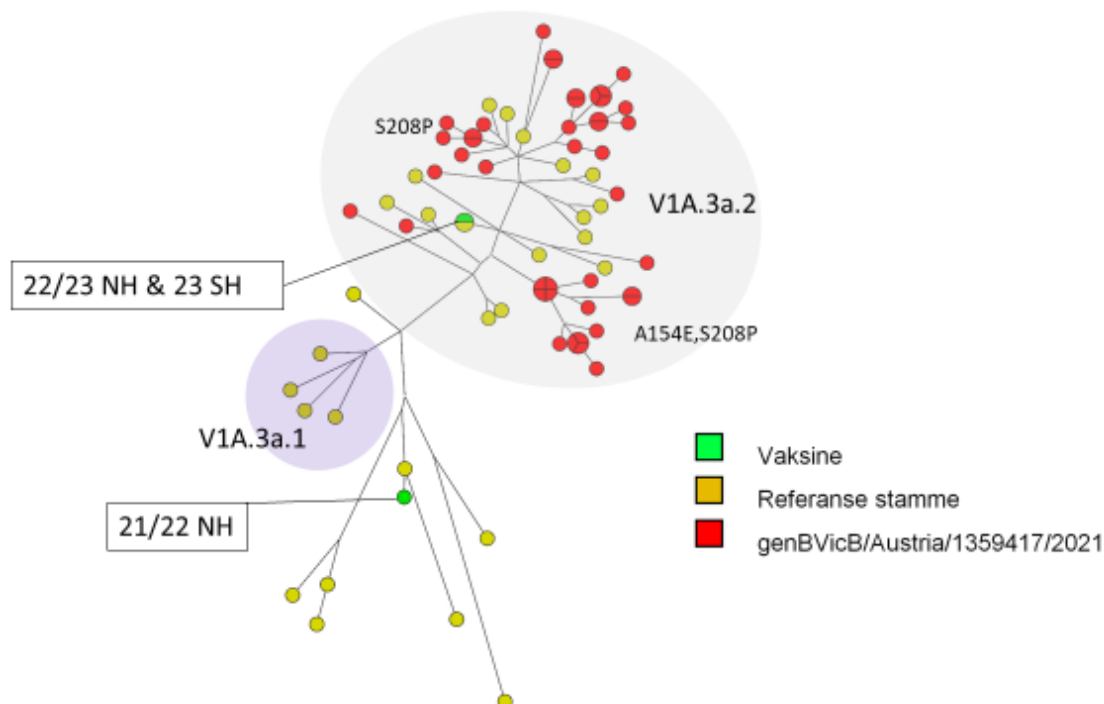 S208P
V1A.3a.2
22/23 NH & 23 SH
A154E,S208P
V1A.3a.1
Vaksine
21/22 NH
Referanse stamme
genBVicB/Austria/1359417/2021